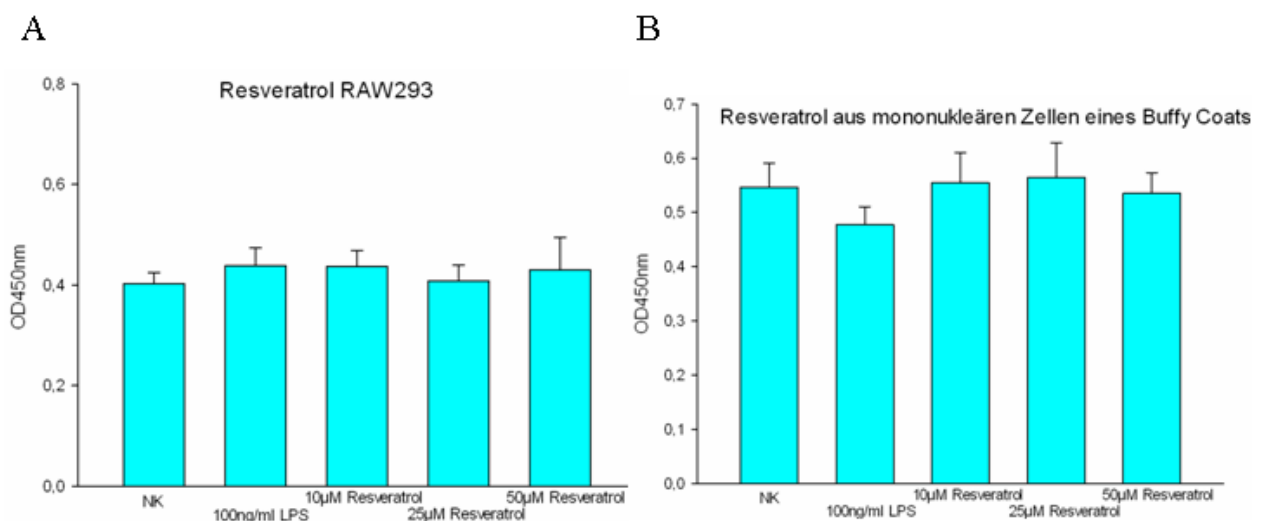 A
Resveratrol RAW293
OD450nm
0,8
0,6
0,4
0,2
0,0
NK
100ng/ml LPS
10µM Resveratrol
25µM Resveratrol
50µM Resveratrol
B
Resveratrol aus mononukleären Zellen eines Buffy Coats
OD450nm
0,7
0,6
0,5
0,4
0,3
0,2
0,1
0,0
NK
100ng/ml LPS
10µM Resveratrol
25µM Resveratrol
50µM Resveratrol